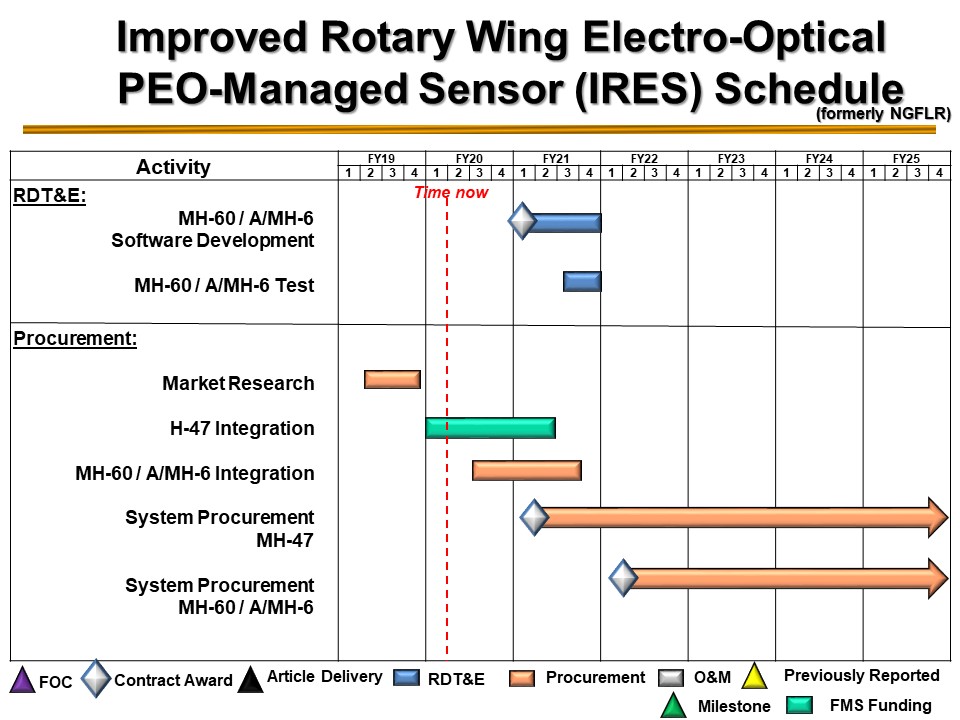 Improved Rotary Wing Electro-Optical
PEO-Managed Sensor (IRES) Schedule
(formerly NGFLR)
Activity
FY19 FY20 FY21 FY22 FY23 FY24 FY25
1 2 3 4 1 2 3 4 1 2 3 4 1 2 3 4 1 2 3 4 1 2 3 4 1 2 3 4
RDT&E:
Time now
MH-60 / A/MH-6
Software Development
MH-60 / A/MH-6 Test
Procurement:
Market Research
H-47 Integration
MH-60 / A/MH-6 Integration
System Procurement
MH-47
System Procurement
MH-60 / A/MH-6
FOC Contract Award Article Delivery RDT&E Procurement O&M Previously Reported
Milestone FMS Funding